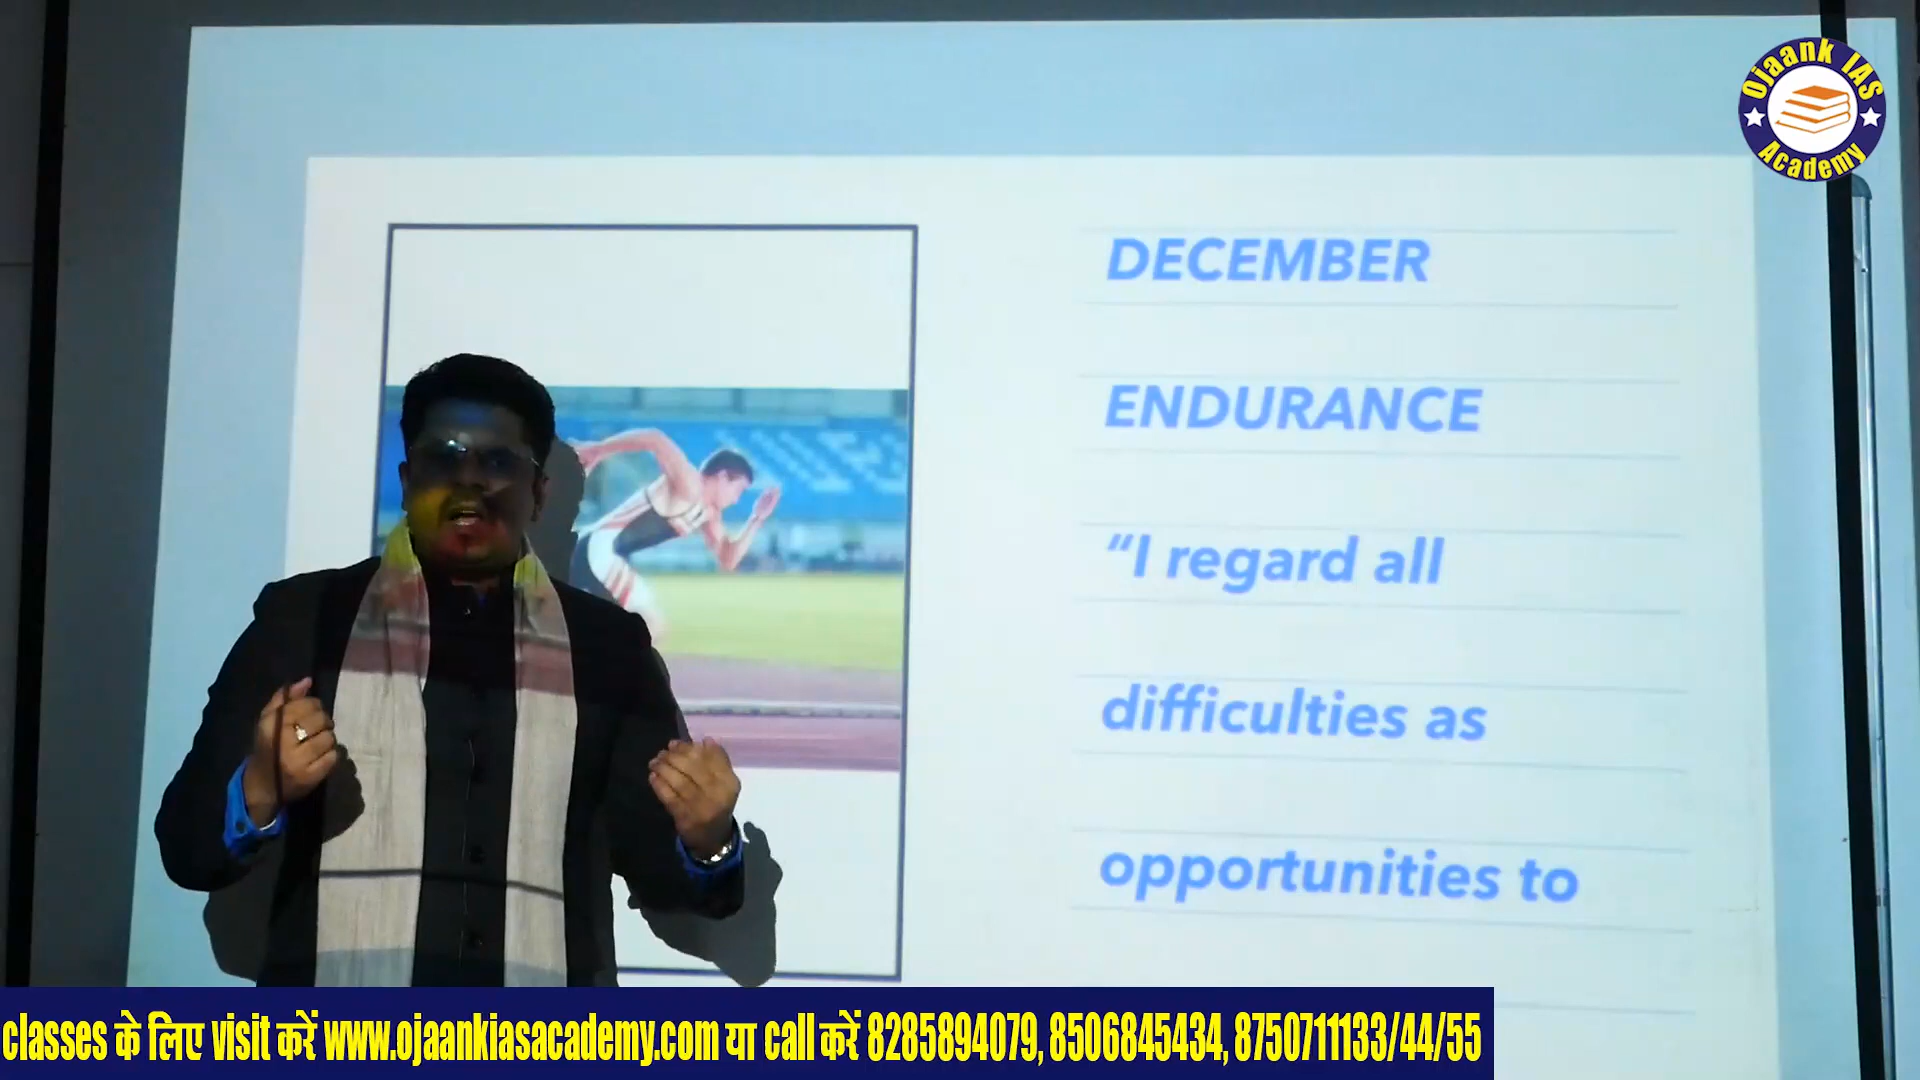 Ojaank IAS
Academy
DECEMBER
ENDURANCE
“I regard all
difficulties as
opportunities to
classes के लिए visit करें www.ojaankiasacademy.com या call करें 8285894079, 8506845434, 8750711133/44/55